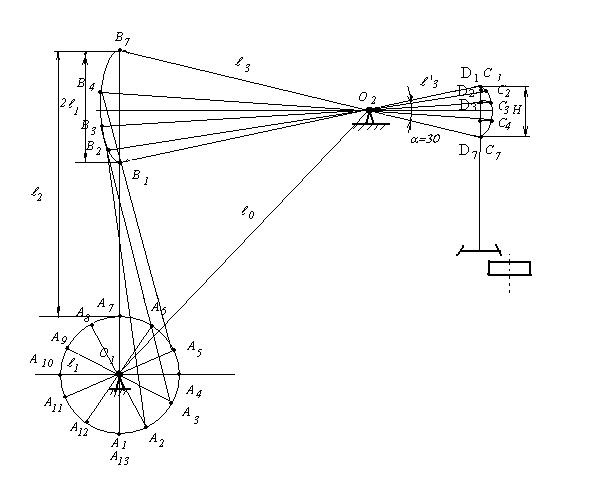 B7
ℓ3
ℓ'3
D1 C1
B4
O2
D2 C2
2ℓ1
D3 C3 H
B3
C4
B2
α=30
D7 C7
B1
ℓ2
ℓ0
A7
A6
A8
A9
O1
A5
A10
ℓ1
A4
A11
A3
A12
A2
A1
A13